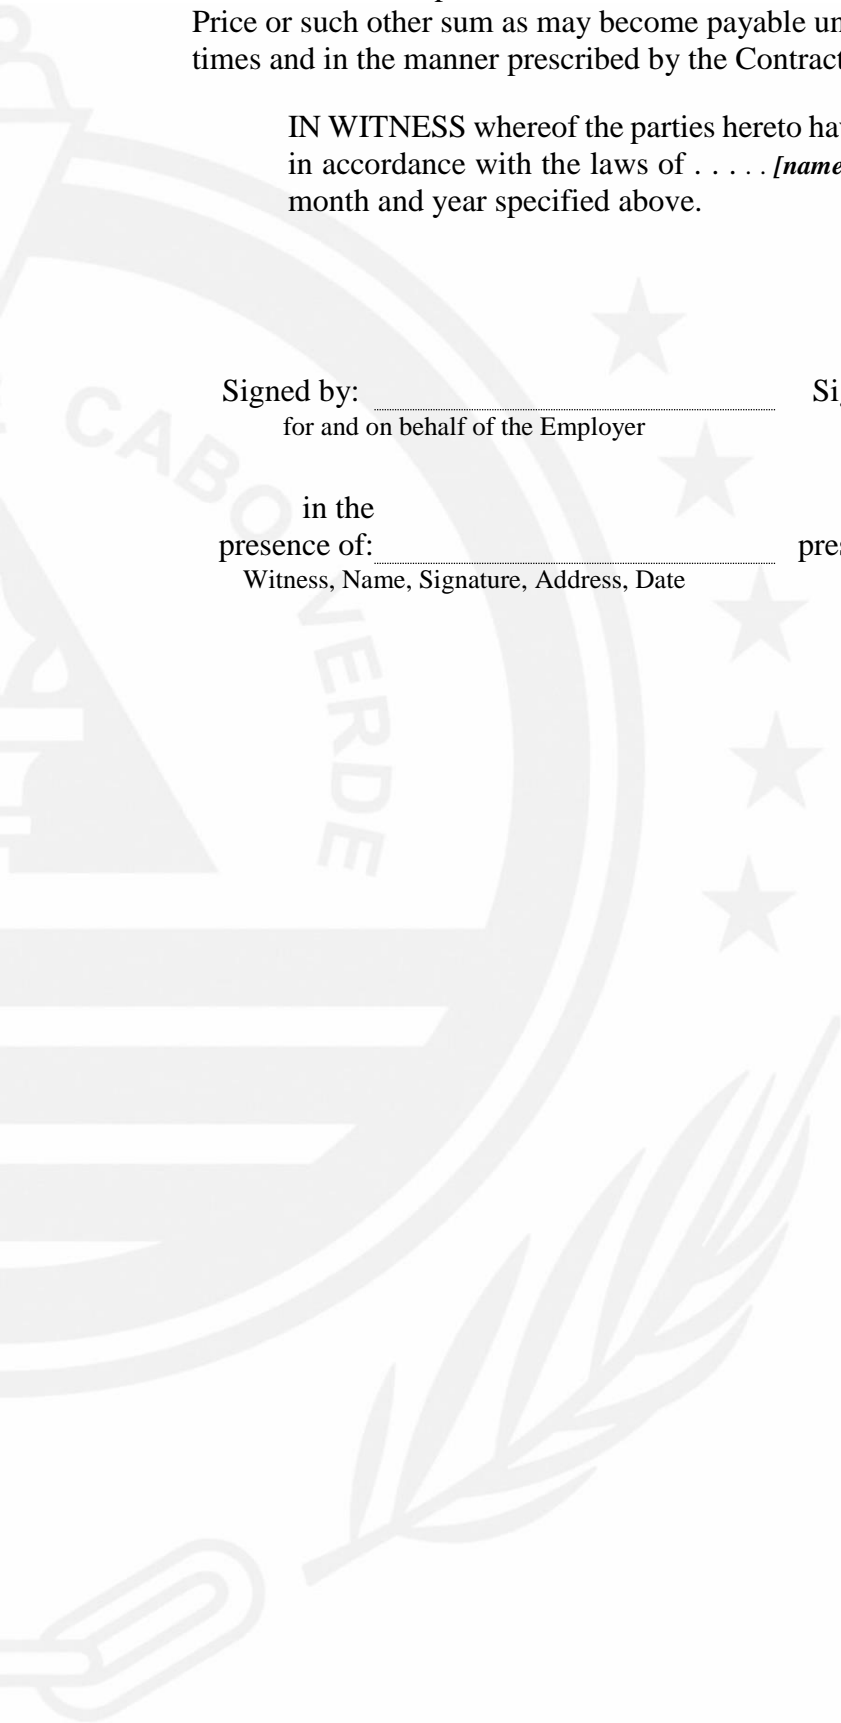 Price or such other sum as may become payable un
times and in the manner prescribed by the Contract
IN WITNESS whereof the parties hereto hav
in accordance with the laws of . . . . . [name
month and year specified above.
Signed by:
Sig
for and on behalf of the Employer
in the
presence of:
pres
Witness, Name, Signature, Address, Date
CABO VERDE